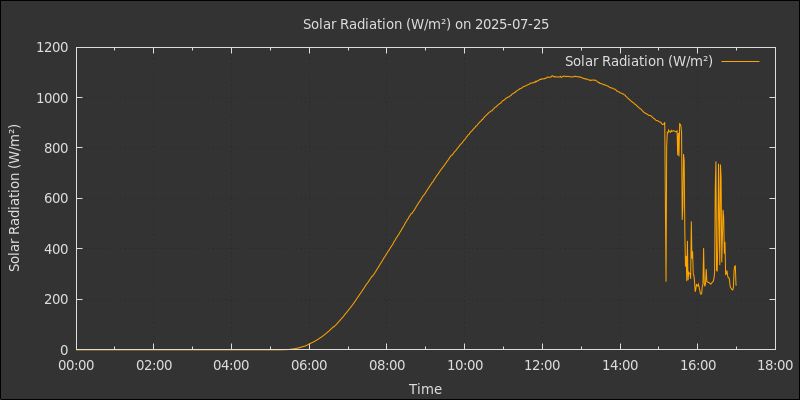 Solar Radiation (W/m²) on 2025-07-25
Solar Radiation (W/m²)
Solar Radiation (W/m²)
1200
1000
800
600
400
200
0
00:00 02:00 04:00 06:00 08:00 10:00 12:00 14:00 16:00 18:00
Time